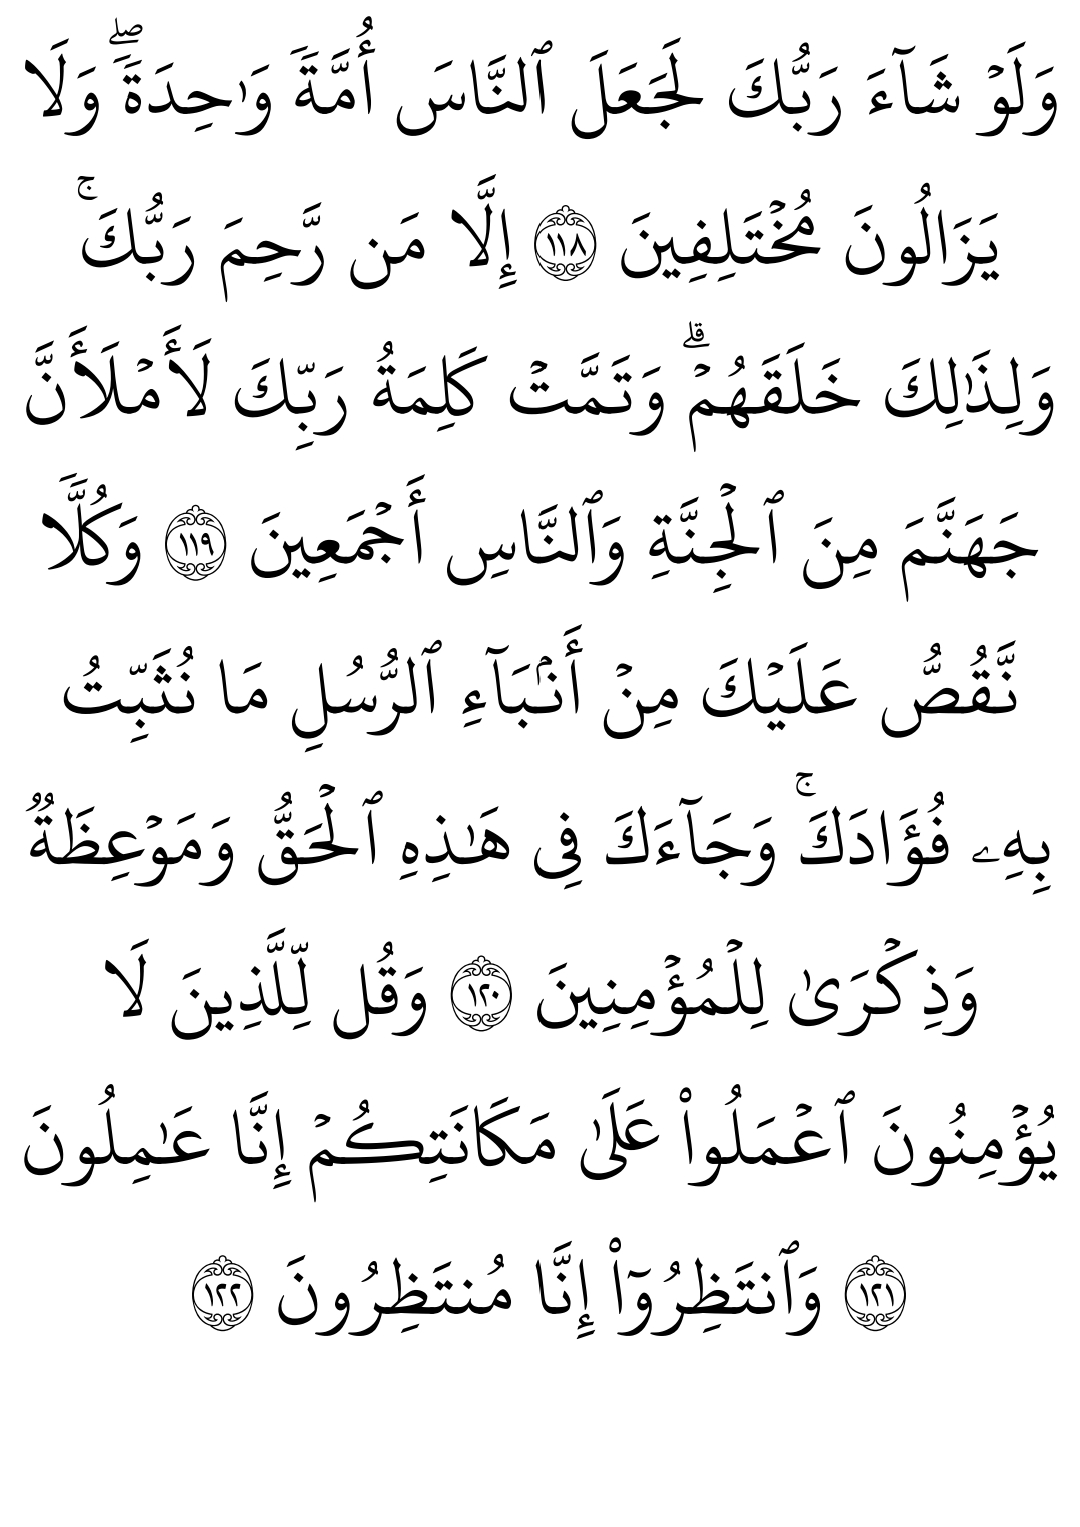 وَلَوۡ شَآءَ رَبُّكَ لَجَعَلَ ٱلنَّاسَ أُمَّةٗ وَٰحِدَةٗۖ وَلَا
يَزَالُونَ مُخۡتَلِفِينَ ١١٨ إِلَّا مَن رَّحِمَ رَبُّكَۚ
وَلِذَٰلِكَ خَلَقَهُمۡۗ وَتَمَّتۡ كَلِمَةُ رَبِّكَ لَأَمۡلَأَنَّ
جَهَنَّمَ مِنَ ٱلۡجِنَّةِ وَٱلنَّاسِ أَجۡمَعِينَ ١١٩ وَكُلّٗا
نَّقُصُّ عَلَيۡكَ مِنۡ أَنۢبَآءِ ٱلرُّسُلِ مَا نُثَبِّتُ
بِهِۦ فُؤَادَكَۚ وَجَآءَكَ فِي هَٰذِهِ ٱلۡحَقُّ وَمَوۡعِظَةٞ
وَذِكۡرَىٰ لِلۡمُؤۡمِنِينَ ١٢٠ وَقُل لِّلَّذِينَ لَا
يُؤۡمِنُونَ ٱعۡمَلُواْ عَلَىٰ مَكَانَتِكُمۡ إِنَّا عَٰمِلُونَ
١٢١ وَٱنتَظِرُوٓاْ إِنَّا مُنتَظِرُونَ ١٢٢